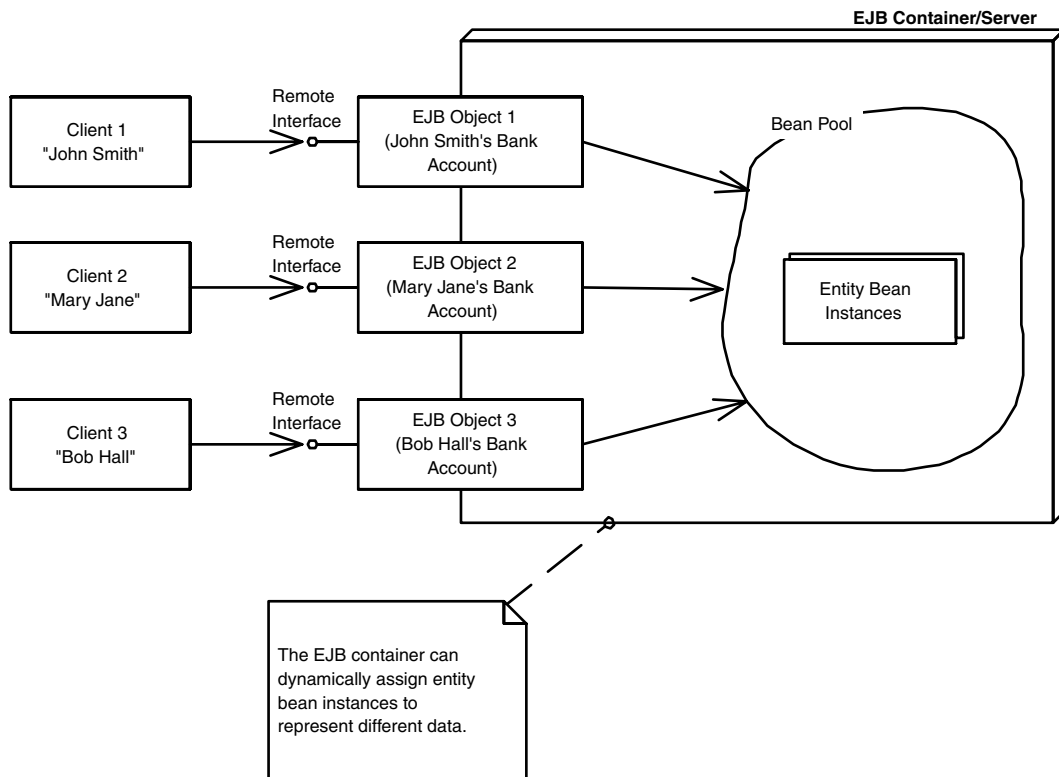 EJB Container/Server
Remote
Interface
Client 1
"John Smith"
EJB Object 1
(John Smith's Bank
Account)
Bean Pool
Remote
Interface
Client 2
"Mary Jane"
EJB Object 2
(Mary Jane's Bank
Account)
Entity Bean
Instances
Remote
Interface
Client 3
"Bob Hall"
EJB Object 3
(Bob Hall's Bank
Account)
The EJB container can
dynamically assign entity
bean instances to
represent different data.